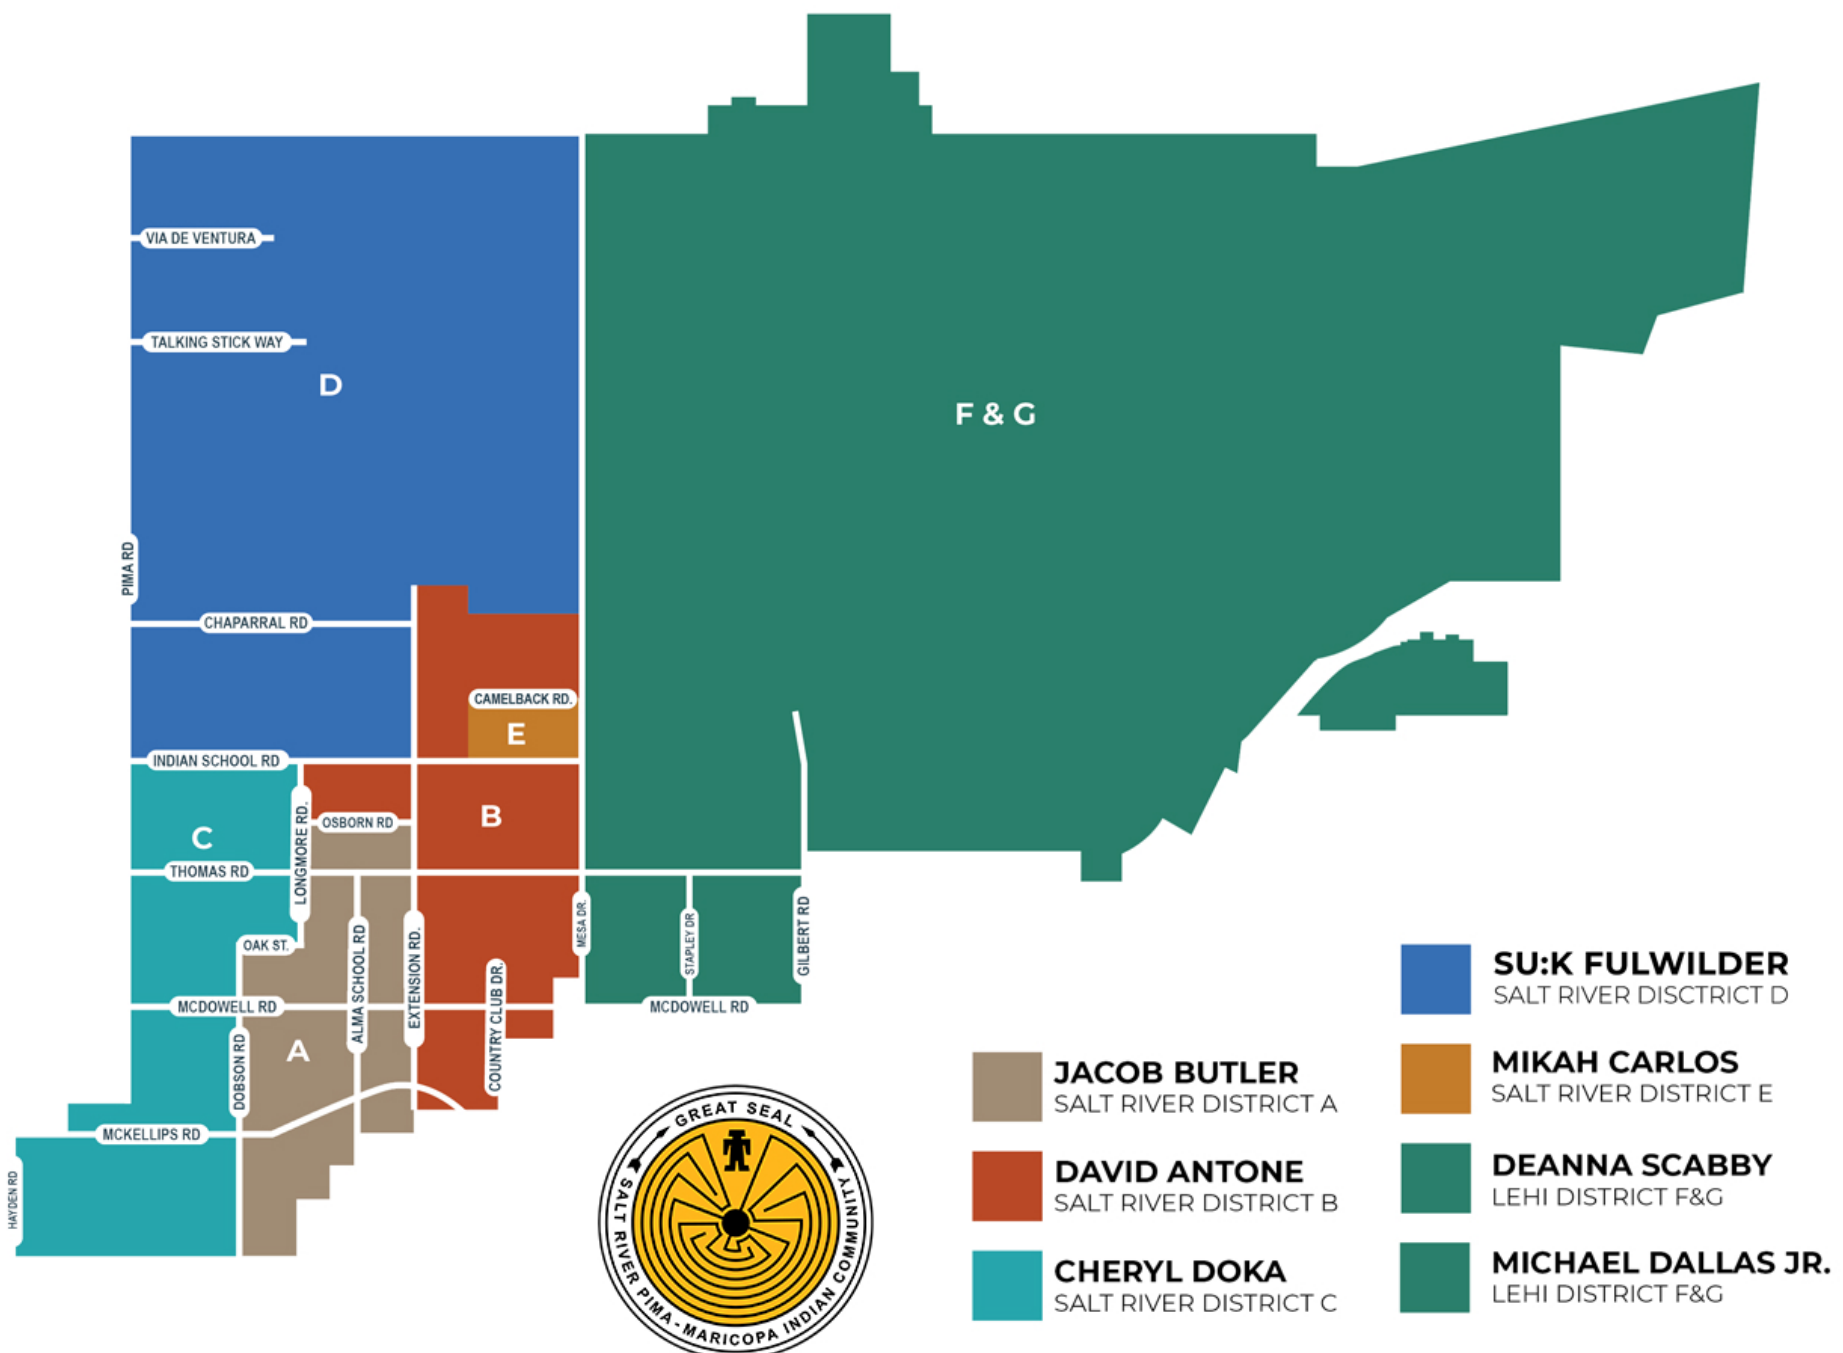 VIA DE VENTURA
TALKING STICK WAY
D
F & G
PIMA RD
CHAPARRAL RD
CAMELBACK RD.
E
INDIAN SCHOOL RD
LONGMORE RD.
OSBORN RD
B
C
THOMAS RD
OAK ST.
ALMA SCHOOL RD
EXTENSION RD.
COUNTRY CLUB DR.
MESA DR.
STAPLEY DR
GILBERT RD
MCDOWELL RD
MCDOWELL RD
DOBSON RD
A
MCKELLIPS RD
HAYDEN RD
GREAT SEAL
SALT RIVER PIMA - MARICOPA INDIAN COMMUNITY
JACOB BUTLER
SALT RIVER DISTRICT A
DAVID ANTONE
SALT RIVER DISTRICT B
CHERYL DOKA
SALT RIVER DISTRICT C
SU:K FULWILDER
SALT RIVER DISCTRICT D
MIKAH CARLOS
SALT RIVER DISTRICT E
DEANNA SCABBY
LEHI DISTRICT F&G
MICHAEL DALLAS JR.
LEHI DISTRICT F&G